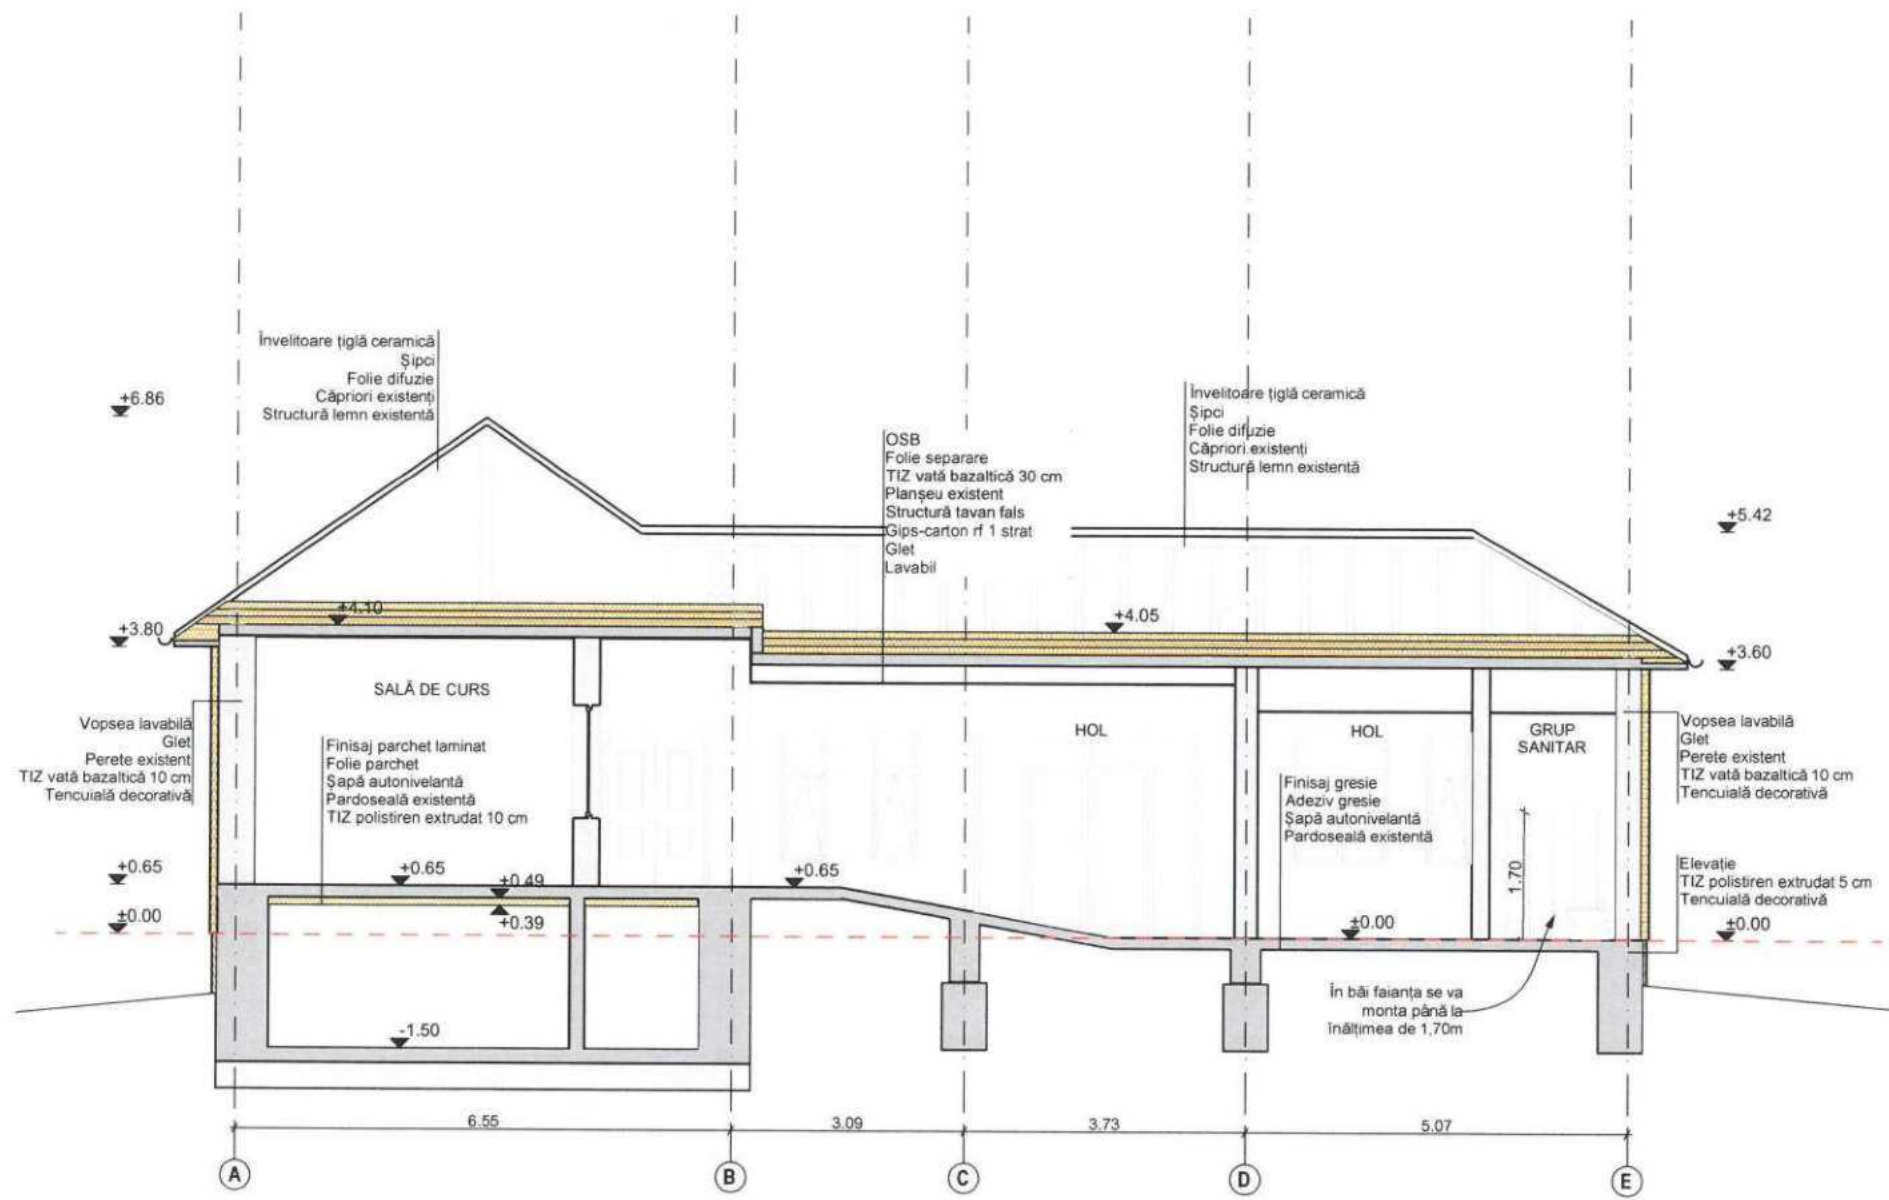 Învelitoare țiglă ceramică
Șipci
Folie difuzie
Căpriori existenți
Structură lemn existentă
+6.86
Învelitoare țiglă ceramică
Șipci
Folie difuzie
Căpriori existenți
Structură lemn existentă
OSB
Folie separare
TIZ vată bazaltică 30 cm
Planșeu existent
Structură tavan fals
Gips-carton rf 1 strat
Glet
Lavabil
+5.42
+4.10
+4.05
+3.80
+3.60
SALĂ DE CURS
HOL
HOL
GRUP
SANITAR
Vopsea lavabilă
Glet
Perete existent
TIZ vată bazaltică 10 cm
Tencuială decorativă
Finisaj parchet laminat
Folie parchet
Șapă autonivelantă
Pardoseală existentă
TIZ polistiren extrudat 10 cm
Finisaj gresie
Adeziv gresie
Șapă autonivelantă
Pardoseală existentă
Vopsea lavabilă
Glet
Perete existent
TIZ vată bazaltică 10 cm
Tencuială decorativă
Elevație
TIZ polistiren extrudat 5 cm
Tencuială decorativă
+0.65
+0.65
+0.49
+0.65
1.70
±0.00
+0.39
±0.00
±0.00
În băi faianța se va
monta până la
înălțimea de 1,70m
-1.50
6.55
3.09
3.73
5.07
A
B
C
D
E